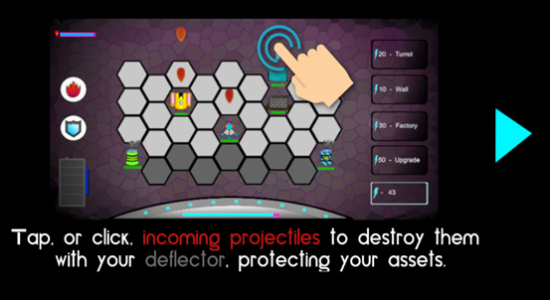 20 - Turret
10 - Wall
30 - Factory
50 - Upgrade
- 43
Tap, or click, incoming projectiles to destroy them
with your deflector, protecting your assets.